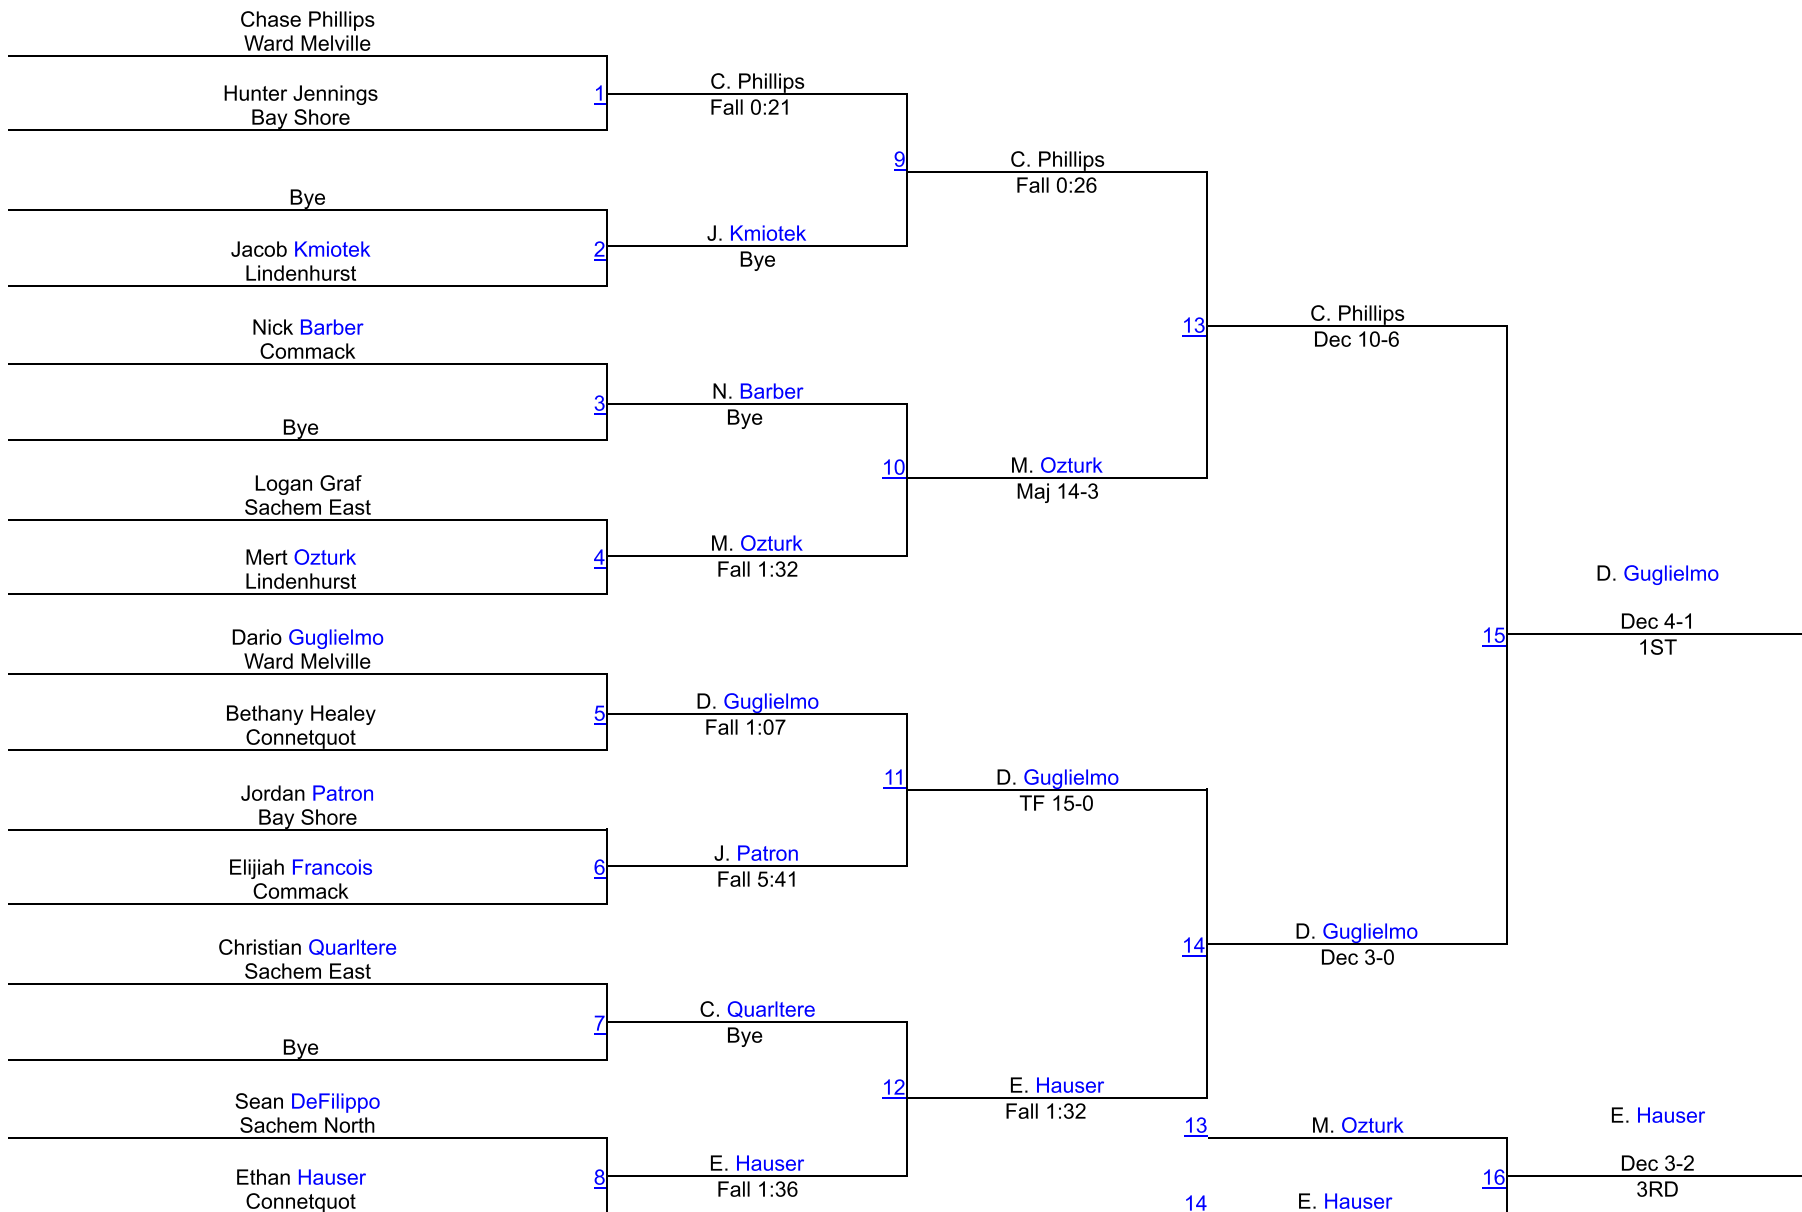 Chase Phillips
Ward Melville
Hunter Jennings
Bay Shore
1
C. Phillips
Fall 0:21
Bye
Jacob Kmiotek
Lindenhurst
2
J. Kmiotek
Bye
9
C. Phillips
Fall 0:26
Nick Barber
Commack
Bye
3
N. Barber
Bye
Logan Graf
Sachem East
Mert Ozturk
Lindenhurst
4
M. Ozturk
Fall 1:32
10
M. Ozturk
Maj 14-3
13
C. Phillips
Dec 10-6
Dario Guglielmo
Ward Melville
Bethany Healey
Connetquot
5
D. Guglielmo
Fall 1:07
Jordan Patron
Bay Shore
Elijiah Francois
Commack
6
J. Patron
Fall 5:41
11
D. Guglielmo
TF 15-0
Christian Quarltere
Sachem East
Bye
7
C. Quarltere
Bye
Sean DeFilippo
Sachem North
Ethan Hauser
Connetquot
8
E. Hauser
Fall 1:36
12
E. Hauser
Fall 1:32
14
D. Guglielmo
Dec 3-0
15
D. Guglielmo
Dec 4-1
1ST
13
M. Ozturk
14
E. Hauser
16
E. Hauser
Dec 3-2
3RD